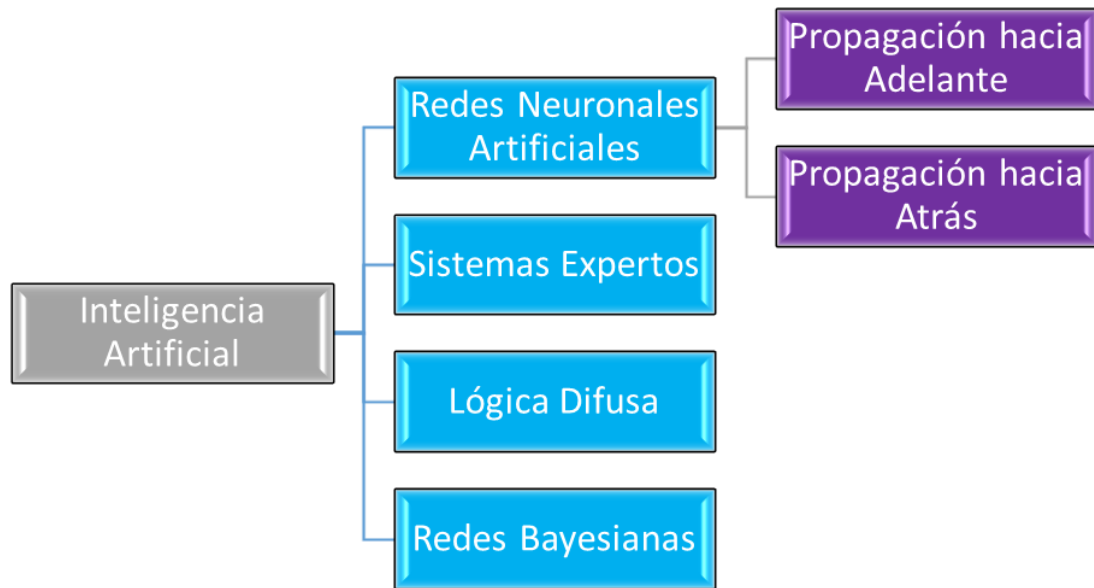 Propagación hacia
Adelante
Redes Neuronales
Artificiales
Propagación hacia
Atrás
Sistemas Expertos
Inteligencia
Artificial
Lógica Difusa
Redes Bayesianas